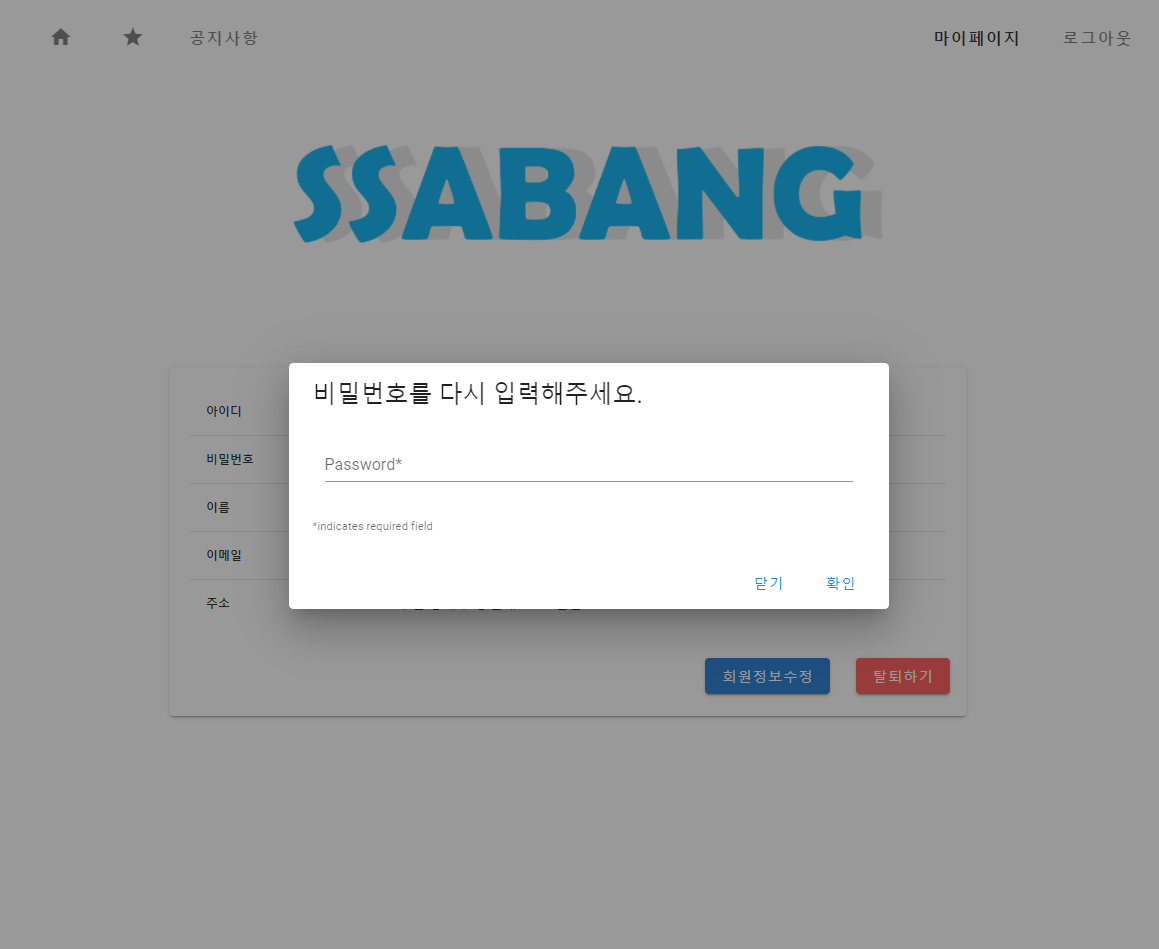 공지사항
마이페이지
로그아웃
SSABANG
비밀번호를 다시 입력해주세요.
아이디
Password*
비밀번호
이름
*indicates required field
이메일
닫기
확인
주소
회원정보수정
탈퇴하기